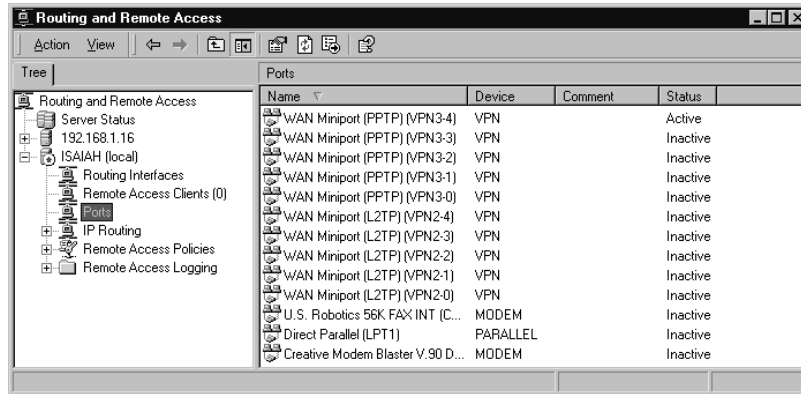 Routing and Remote Access
Action View
Tree
Ports
Routing and Remote Access
Server Status
192.168.1.16
ISAIAH (local)
Routing Interfaces
Remote Access Clients (0)
Ports
IP Routing
Remote Access Policies
Remote Access Logging
Name Device Comment Status
WAN Miniport (PPTP) (VPN3-4) VPN Active
WAN Miniport (PPTP) (VPN3-3) VPN Inactive
WAN Miniport (PPTP) (VPN3-2) VPN Inactive
WAN Miniport (PPTP) (VPN3-1) VPN Inactive
WAN Miniport (PPTP) (VPN3-0) VPN Inactive
WAN Miniport (L2TP) (VPN2-4) VPN Inactive
WAN Miniport (L2TP) (VPN2-3) VPN Inactive
WAN Miniport (L2TP) (VPN2-2) VPN Inactive
WAN Miniport (L2TP) (VPN2-1) VPN Inactive
WAN Miniport (L2TP) (VPN2-0) VPN Inactive
U.S. Robotics 56K FAX INT (C... MODEM Inactive
Direct Parallel (LPT1) PARALLEL Inactive
Creative Modem Blaster V.90 D... MODEM Inactive